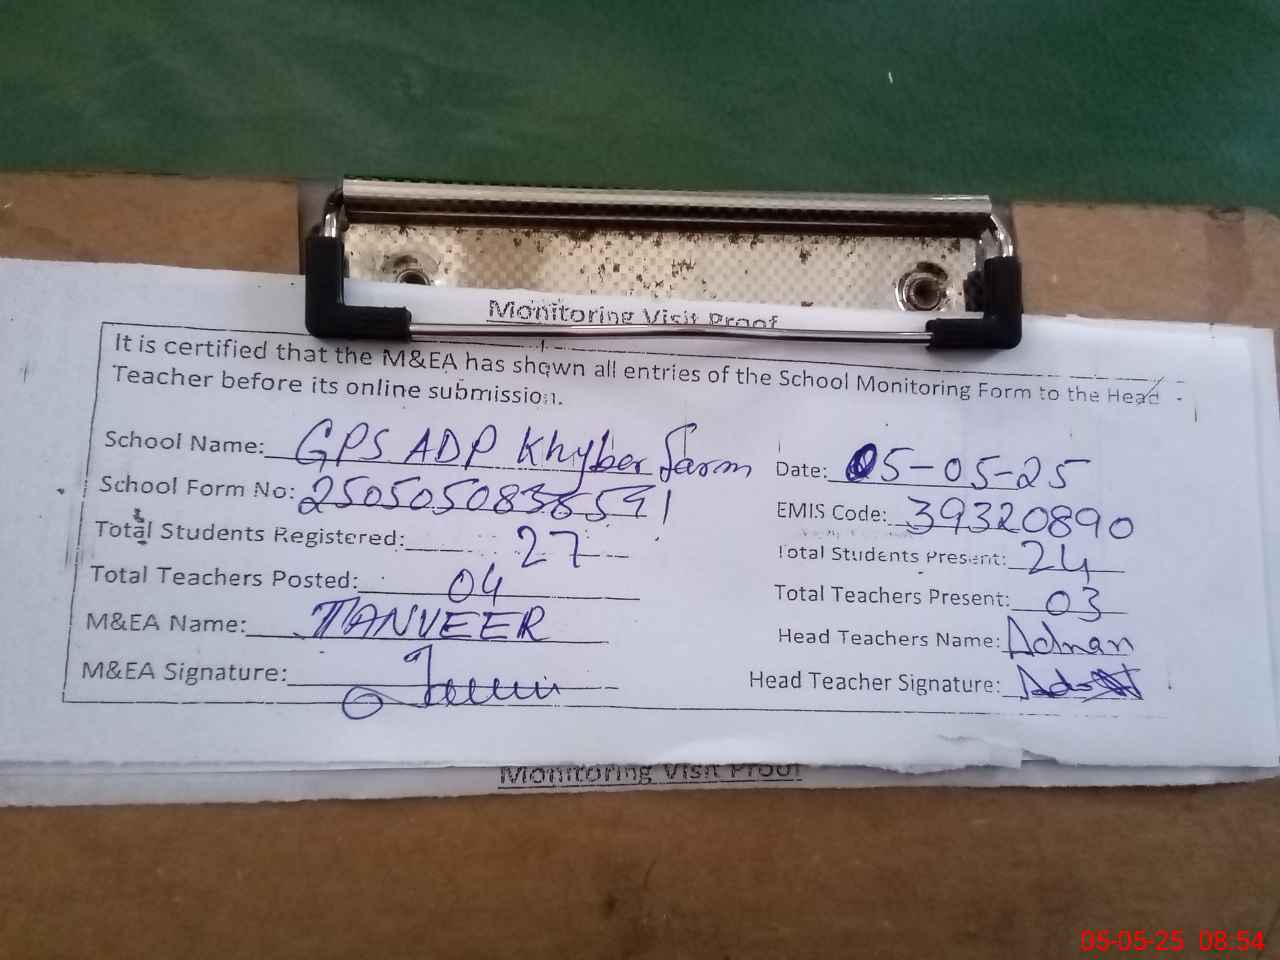 Monitoring Visit Proof
It is certified that the M&EA has shown all entries of the School Monitoring Form to the Head
Teacher before its online submission.
School Name: GPS ADP Khyber Farm Date: 05-05-25
School Form No: EMIS Code: 39320890
Total Students Registered: 27 Total Students Present: 24
Total Teachers Posted: 04 Total Teachers Present: 03
M&EA Name: TANVEER Head Teachers Name: Adnan
M&EA Signature: Head Teacher Signature:
Monitoring Visit Proof
05-05-25 08:54